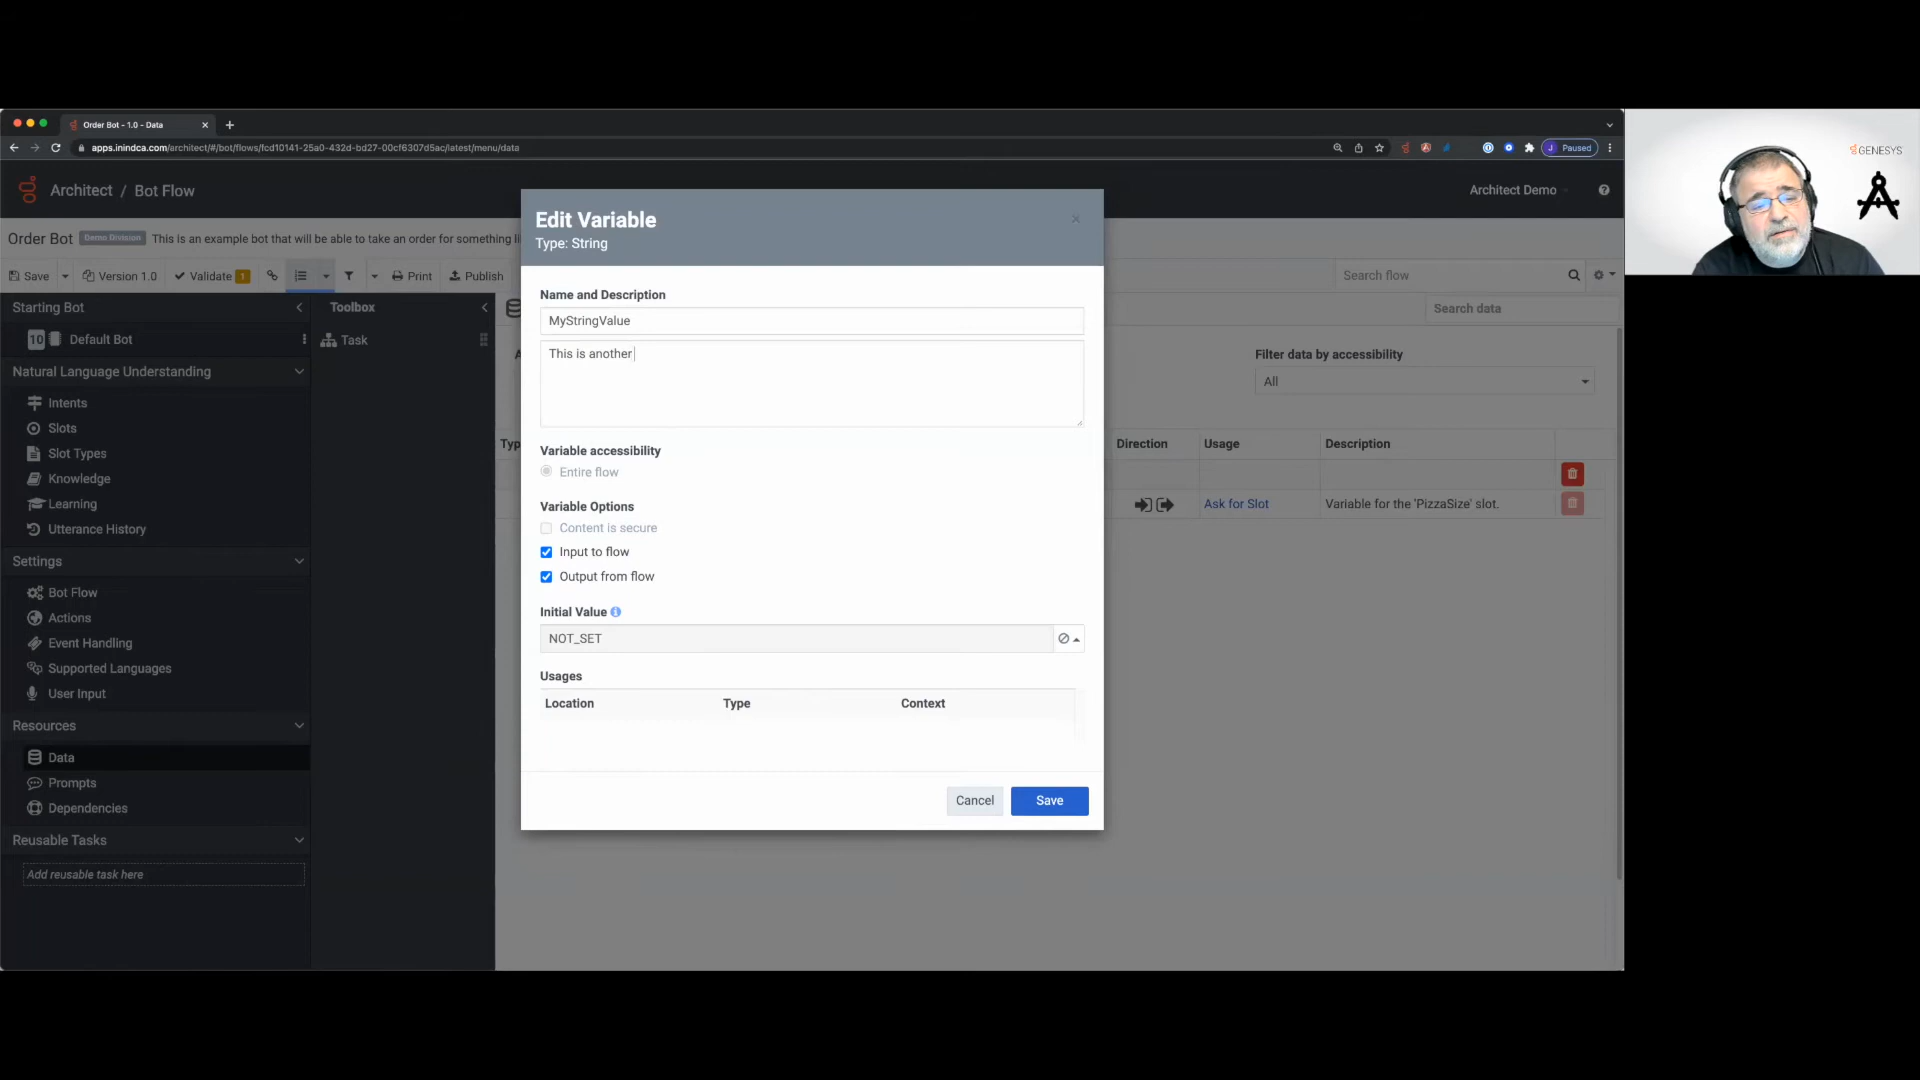 Order Bot - 1.0 - Data
apps.inindca.com/architect/#/bot/flows/fcd10141-25a0-432d-bd27-00cf6307d5ac/latest/menu/data
J Paused
GENESYS
Architect / Bot Flow
Architect Demo
Order Bot Demo Division This is an example bot that will be able to take an order for something li
Save Version 1.0 Validate 1 Print Publish
Search flow
Starting Bot
Toolbox
Search data
10 Default Bot
Task
Natural Language Understanding
Intents
Slots
Slot Types
Knowledge
Learning
Utterance History
Settings
Bot Flow
Actions
Event Handling
Supported Languages
User Input
Resources
Data
Prompts
Dependencies
Reusable Tasks
Add reusable task here
Edit Variable
Type: String
Name and Description
MyStringValue
This is another
Variable accessibility
Entire flow
Variable Options
Content is secure
Input to flow
Output from flow
Initial Value
NOT_SET
Usages
Location Type Context
Cancel Save
Filter data by accessibility
All
Typ Direction Usage Description
Ask for Slot Variable for the 'PizzaSize' slot.